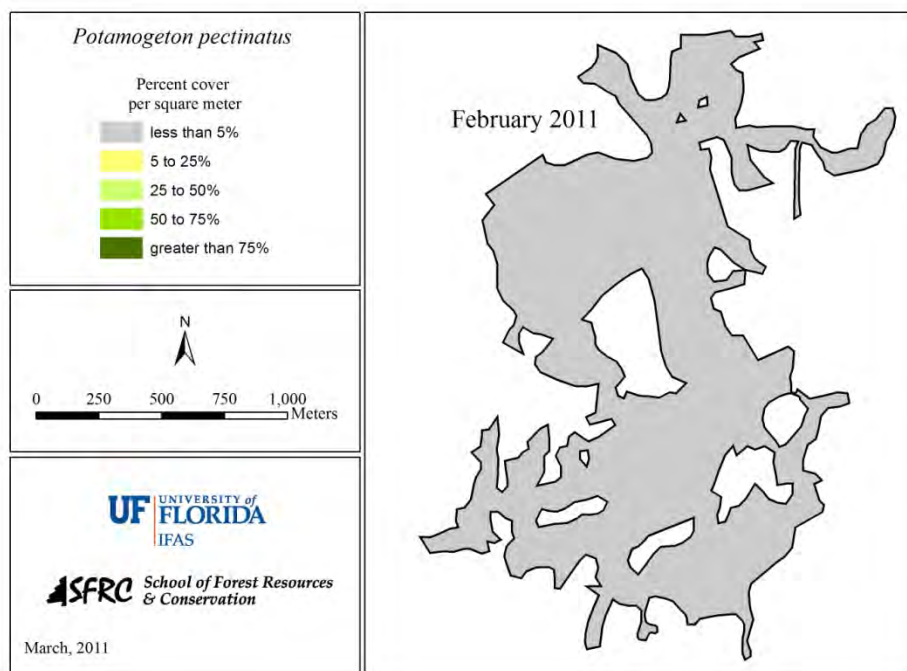 Potamogeton pectinatus
Percent cover
per square meter
less than 5%
5 to 25%
25 to 50%
50 to 75%
greater than 75%
N
0 250 500 750 1,000
Meters
UF UNIVERSITY of
FLORIDA
IFAS
SFRC School of Forest Resources
& Conservation
March, 2011
February 2011